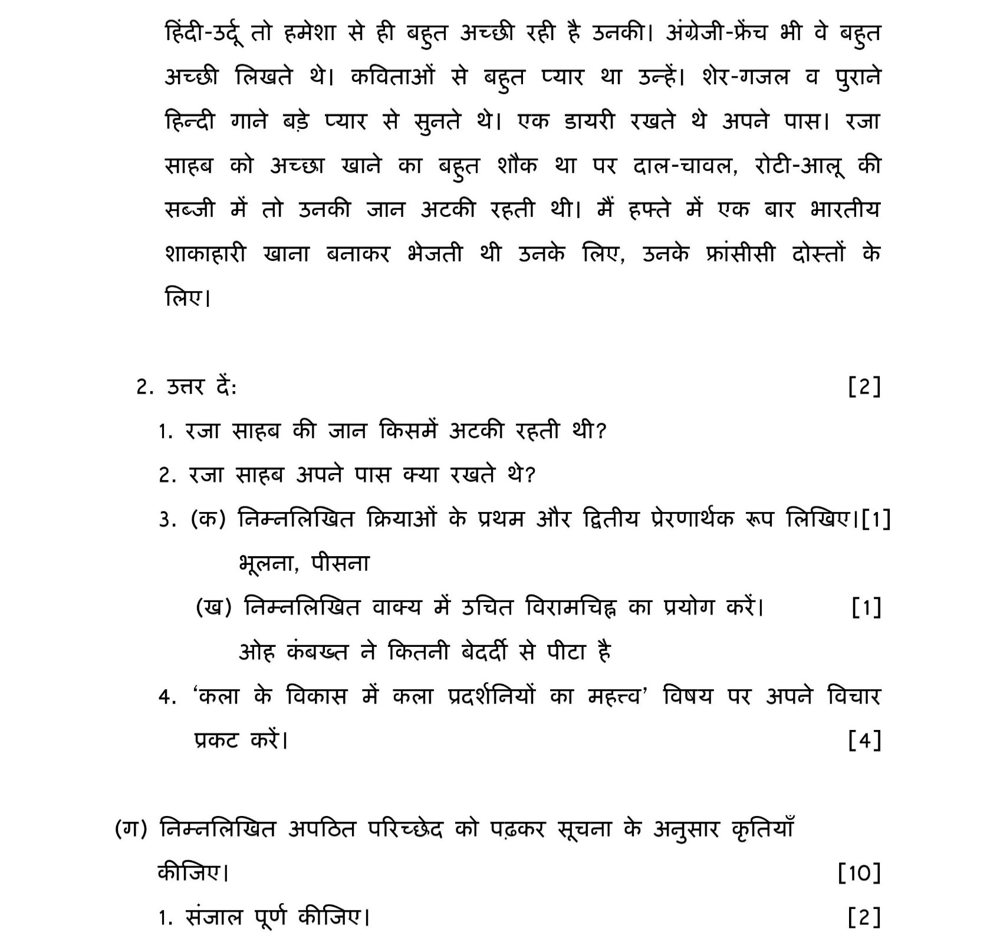 हिंदी-उर्दू तो हमेशा से ही बहुत अच्छी रही है उनकी। अंग्रेजी-फ्रेंच भी वे बहुत
अच्छी लिखते थे। कविताओं से बहुत प्यार था उन्हें। शेर-गजल व पुराने
हिन्दी गाने बड़े प्यार से सुनते थे। एक डायरी रखते थे अपने पास। रजा
साहब को अच्छा खाने का बहुत शौक था पर दाल-चावल, रोटी-आलू की
सब्जी में तो उनकी जान अटकी रहती थी। मैं हफ्ते में एक बार भारतीय
शाकाहारी खाना बनाकर भेजती थी उनके लिए, उनके फ्रांसीसी दोस्तों के
लिए।
2. उत्तर दें: [2]
1. रजा साहब की जान किसमें अटकी रहती थी?
2. रजा साहब अपने पास क्या रखते थे?
3. (क) निम्नलिखित क्रियाओं के प्रथम और द्वितीय प्रेरणार्थक रूप लिखिए।[1]
भूलना, पीसना
(ख) निम्नलिखित वाक्य में उचित विरामचिह्न का प्रयोग करें। [1]
ओह कंबख्त ने कितनी बेदर्दी से पीटा है
4. ‘कला के विकास में कला प्रदर्शनियों का महत्त्व’ विषय पर अपने विचार
प्रकट करें। [4]
(ग) निम्नलिखित अपठित परिच्छेद को पढ़कर सूचना के अनुसार कृतियाँ
कीजिए। [10]
1. संजाल पूर्ण कीजिए। [2]